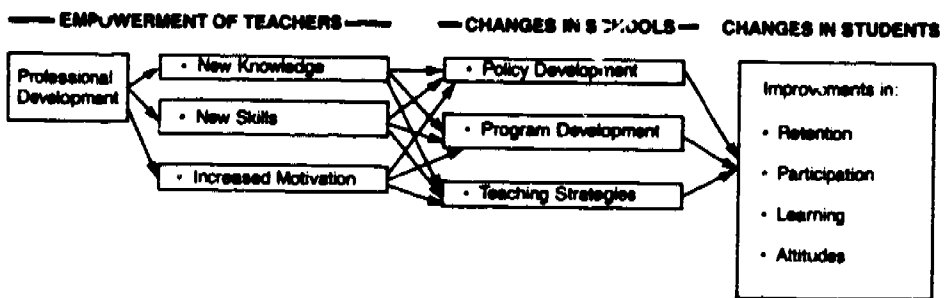 EMPOWERMENT OF TEACHERS
CHANGES IN SCHOOLS
CHANGES IN STUDENTS
Professional
Development
• New Knowledge
• New Skills
• Increased Motivation
• Policy Development
• Program Development
• Teaching Strategies
Improvements in:
• Retention
• Participation
• Learning
• Attitudes